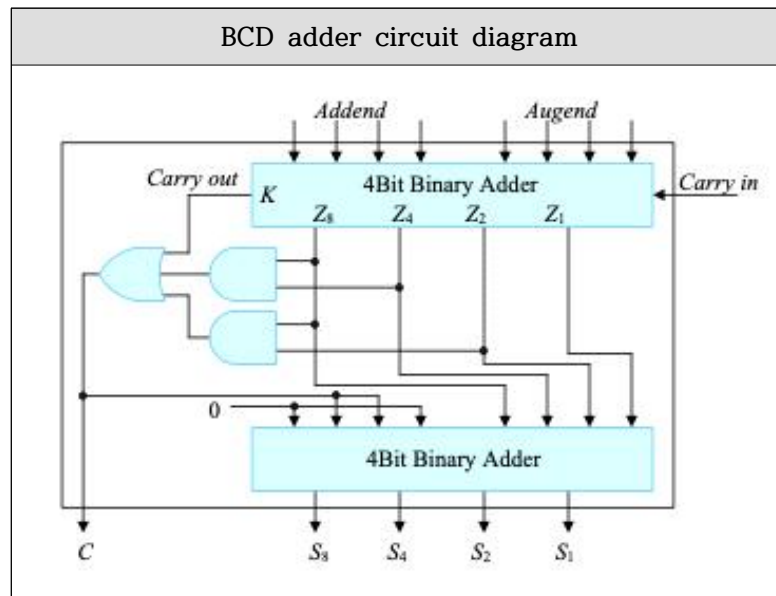 BCD adder circuit diagram
Addend Augend
Carry out K 4Bit Binary Adder Carry in
Z₈ Z₄ Z₂ Z₁
0
4Bit Binary Adder
C S₈ S₄ S₂ S₁